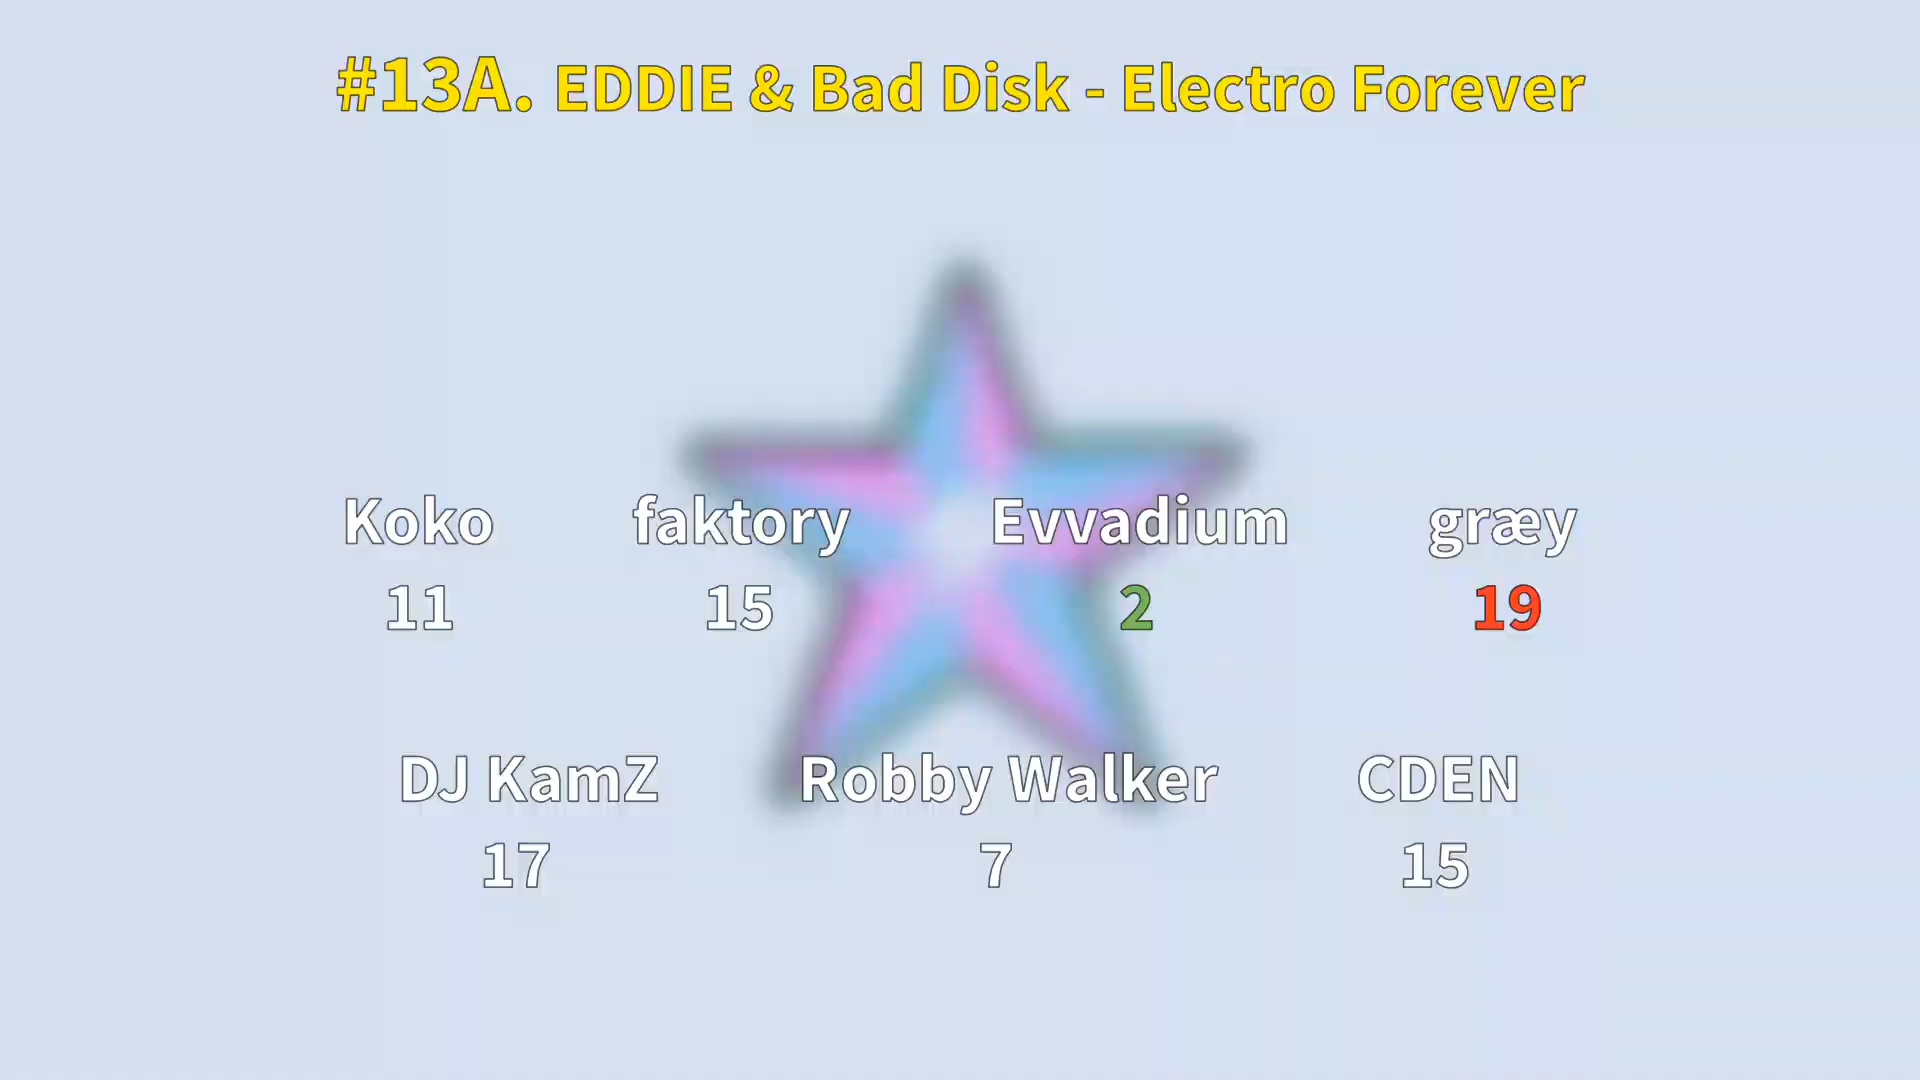 #13A. EDDIE & Bad Disk - Electro Forever
Koko faktory Evvadium græy
11 15 2 19
DJ KamZ Robby Walker CDEN
17 7 15